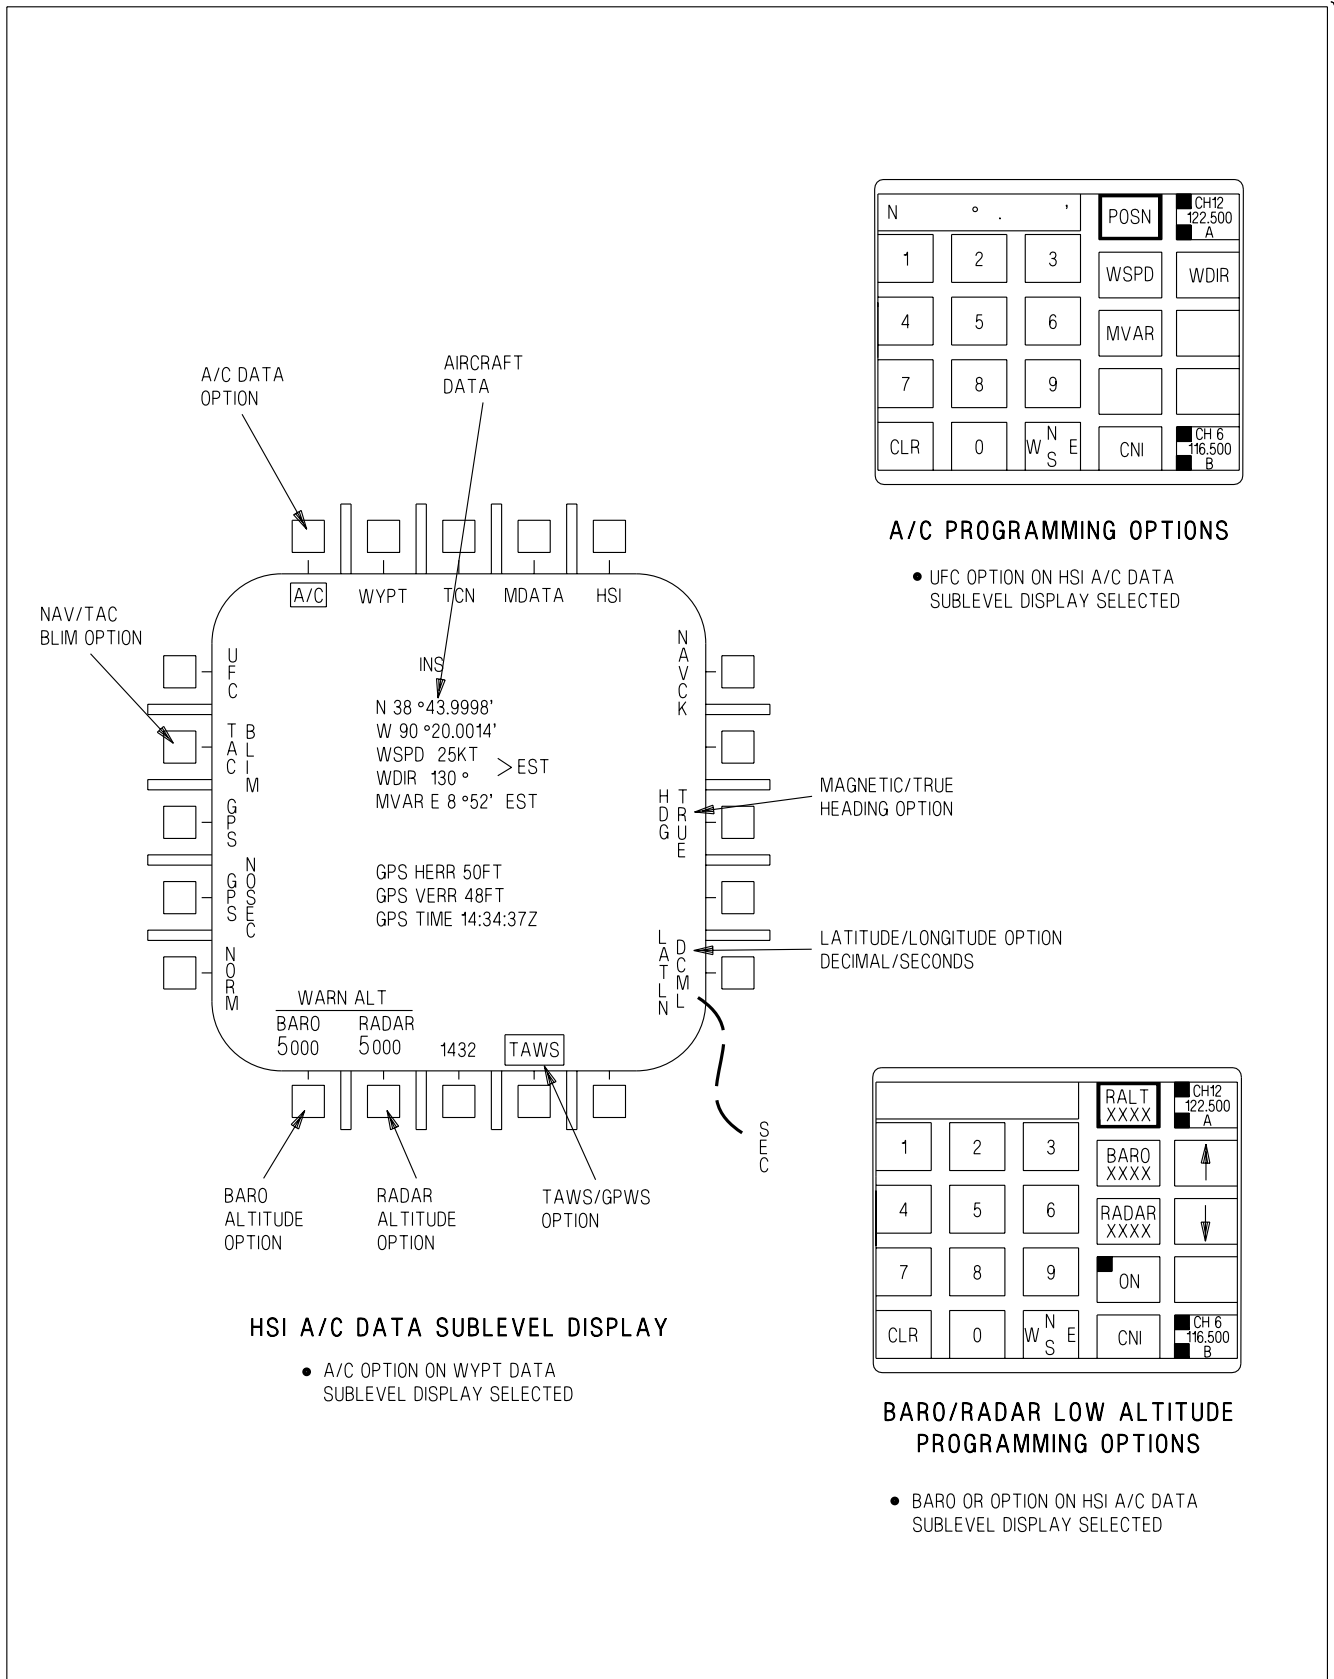 N ° . '
POSN
CH12
122.500
A
1 2 3
WSPD WDIR
4 5 6
MVAR
7 8 9
CLR 0
N
W E
S
CNI
CH 6
116.500
B
A/C PROGRAMMING OPTIONS
● UFC OPTION ON HSI A/C DATA
SUBLEVEL DISPLAY SELECTED
A/C DATA
OPTION
AIRCRAFT
DATA
NAV/TAC
BLIM OPTION
A/C WYPT TCN MDATA HSI
UFC
TAC
BLIM
GPS
GPS
NOSEC
NORM
INS
N 38 °43.9998'
W 90 °20.0014'
WSPD 25KT
WDIR 130 °
> EST
MVAR E 8 °52' EST
GPS HERR 50FT
GPS VERR 48FT
GPS TIME 14:34:37Z
NAVCK
HDG
TRUE
LATLN
DCML
MAGNETIC/TRUE
HEADING OPTION
LATITUDE/LONGITUDE OPTION
DECIMAL/SECONDS
WARN ALT
BARO RADAR
5000 5000 1432 TAWS
SEC
BARO
ALTITUDE
OPTION
RADAR
ALTITUDE
OPTION
TAWS/GPWS
OPTION
HSI A/C DATA SUBLEVEL DISPLAY
● A/C OPTION ON WYPT DATA
SUBLEVEL DISPLAY SELECTED
RALT
XXXX
CH12
122.500
A
1 2 3
BARO
XXXX
↑
4 5 6
RADAR
XXXX
↓
7 8 9
ON
CLR 0
N
W E
S
CNI
CH 6
116.500
B
BARO/RADAR LOW ALTITUDE
PROGRAMMING OPTIONS
● BARO OR OPTION ON HSI A/C DATA
SUBLEVEL DISPLAY SELECTED